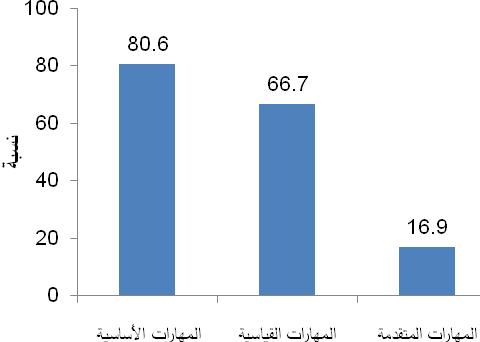 100
80
60
40
20
0
نسبة
80.6
66.7
16.9
المهارات الأساسية
المهارات القياسية
المهارات المتقدمة